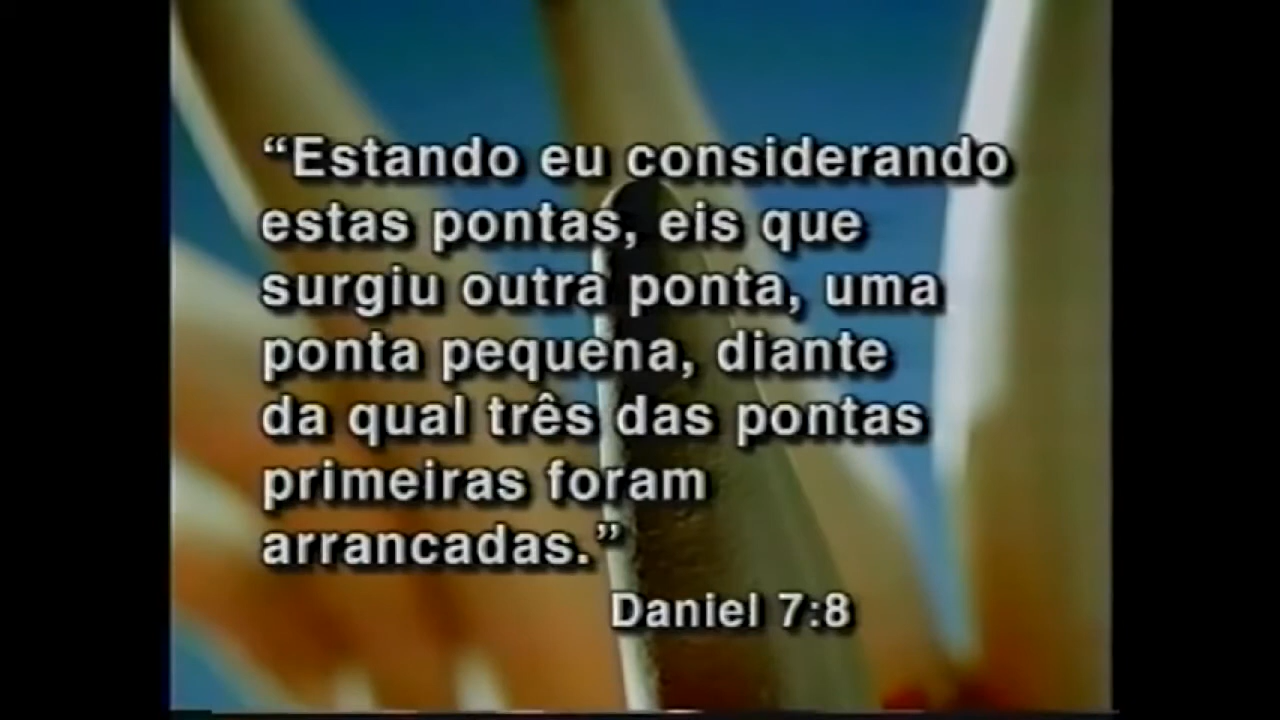 “Estando eu considerando
estas pontas, eis que
surgiu outra ponta, uma
ponta pequena, diante
da qual três das pontas
primeiras foram
arrancadas.”
Daniel 7:8